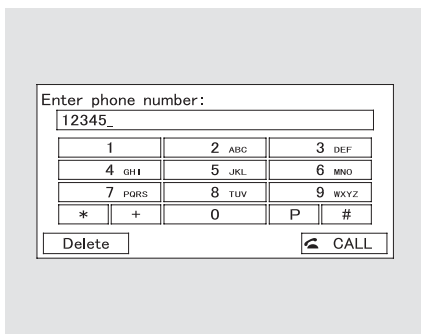 Enter phone number:
12345_
1 2 ABC 3 DEF
4 GHI 5 JKL 6 MNO
7 PQRS 8 TUV 9 WXYZ
* + 0 P #
Delete CALL